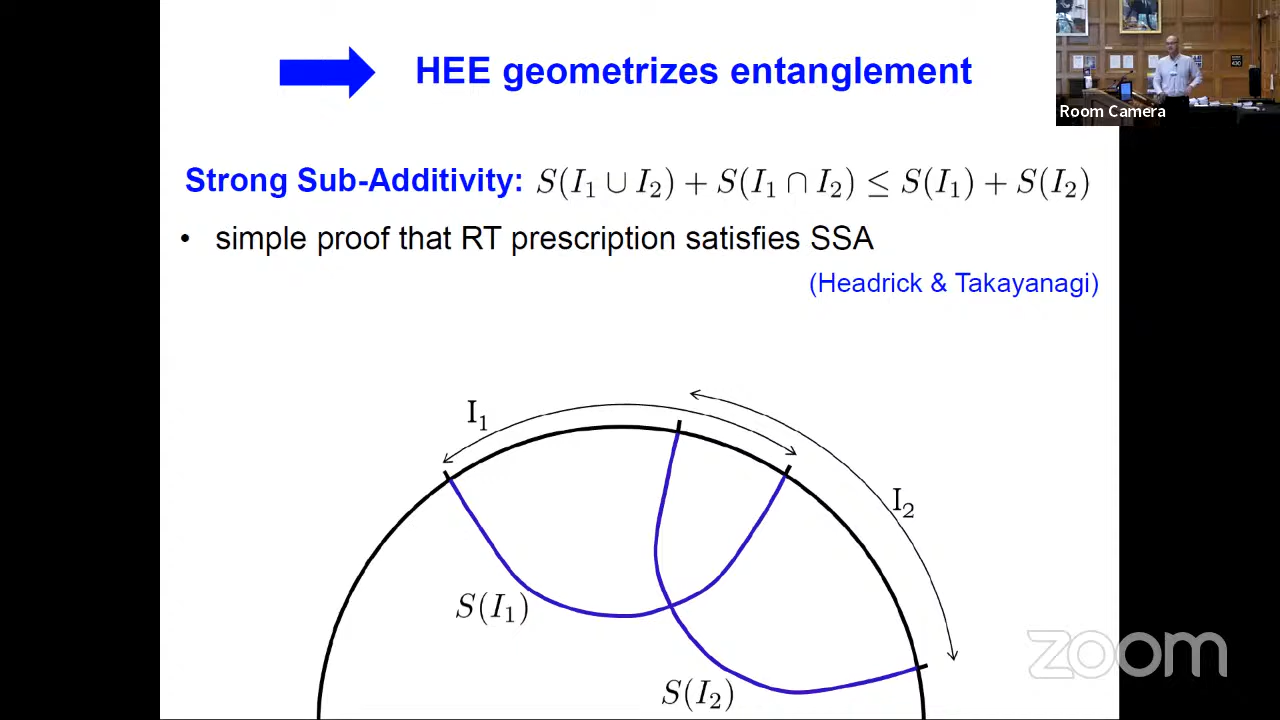 HEE geometrizes entanglement
Room Camera
Strong Sub-Additivity: S(I₁ ∪ I₂) + S(I₁ ∩ I₂) ≤ S(I₁) + S(I₂)
• simple proof that RT prescription satisfies SSA
(Headrick & Takayanagi)
I₁
I₂
S(I₁)
S(I₂)
zoom